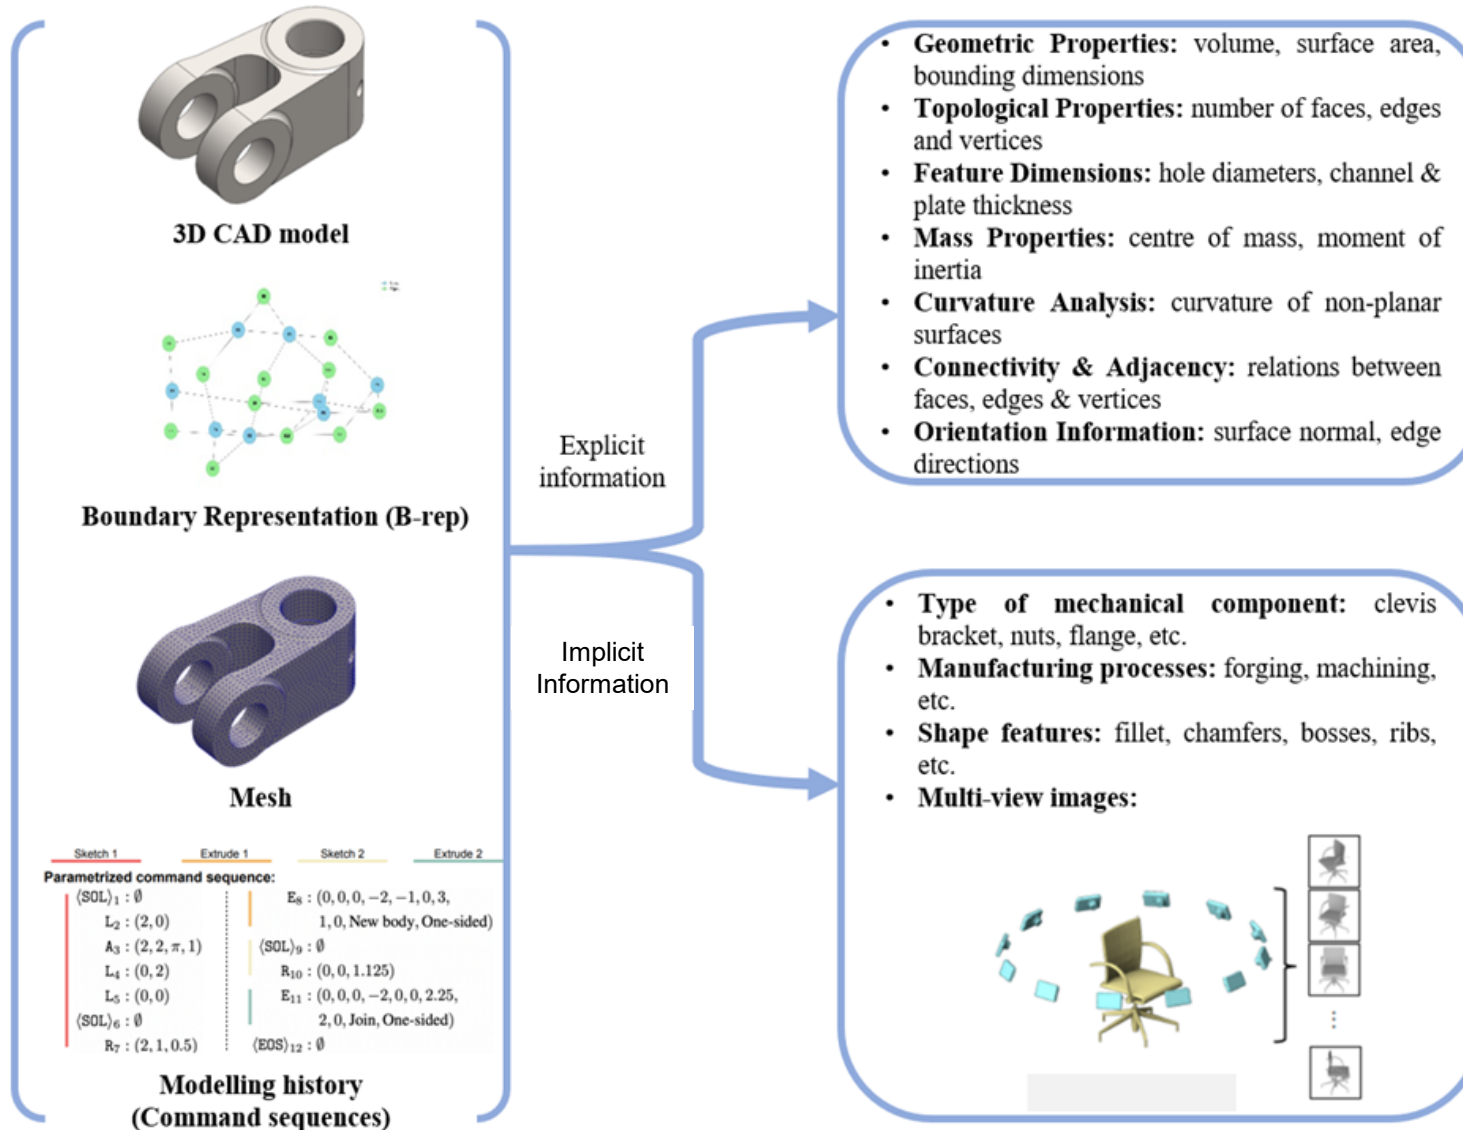 3D CAD model
Boundary Representation (B-rep)
Mesh
Sketch 1 Extrude 1 Sketch 2 Extrude 2
Parametrized command sequence:
⟨SOL⟩₁ : ∅
L₂ : (2, 0)
A₃ : (2, 2, π, 1)
L₄ : (0, 2)
L₅ : (0, 0)
⟨SOL⟩₆ : ∅
R₇ : (2, 1, 0.5)
E₈ : (0, 0, 0, −2, −1, 0, 3,
1, 0, New body, One-sided)
⟨SOL⟩₉ : ∅
R₁₀ : (0, 0, 1.125)
E₁₁ : (0, 0, 0, −2, 0, 0, 2.25,
2, 0, Join, One-sided)
⟨EOS⟩₁₂ : ∅
Modelling history
(Command sequences)
Explicit
information
Implicit
Information
• Geometric Properties: volume, surface area,
bounding dimensions
• Topological Properties: number of faces, edges
and vertices
• Feature Dimensions: hole diameters, channel &
plate thickness
• Mass Properties: centre of mass, moment of
inertia
• Curvature Analysis: curvature of non-planar
surfaces
• Connectivity & Adjacency: relations between
faces, edges & vertices
• Orientation Information: surface normal, edge
directions
• Type of mechanical component: clevis
bracket, nuts, flange, etc.
• Manufacturing processes: forging, machining,
etc.
• Shape features: fillet, chamfers, bosses, ribs,
etc.
• Multi-view images: